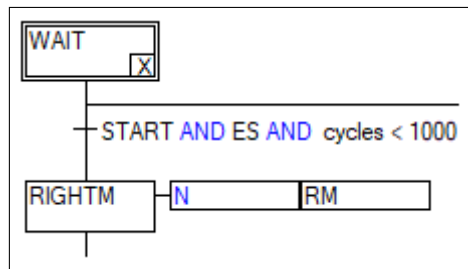 WAIT
X
START AND ES AND cycles < 1000
RIGHTM N RM